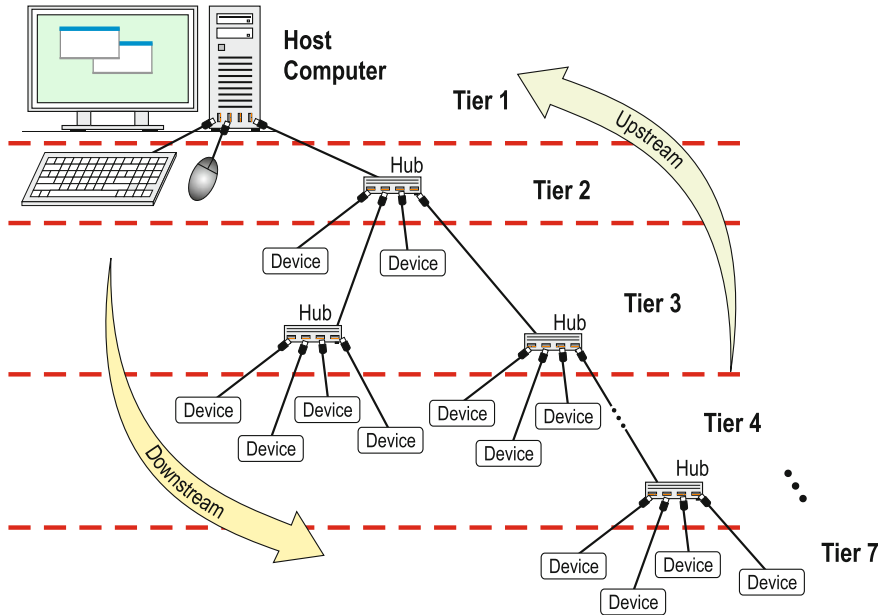 Host
Computer
Tier 1
Upstream
Hub
Tier 2
Device
Device
Tier 3
Hub
Hub
Device
Device
Device
Device
Device
Device
Device
Tier 4
Downstream
Hub
Tier 7
Device
Device
Device
Device